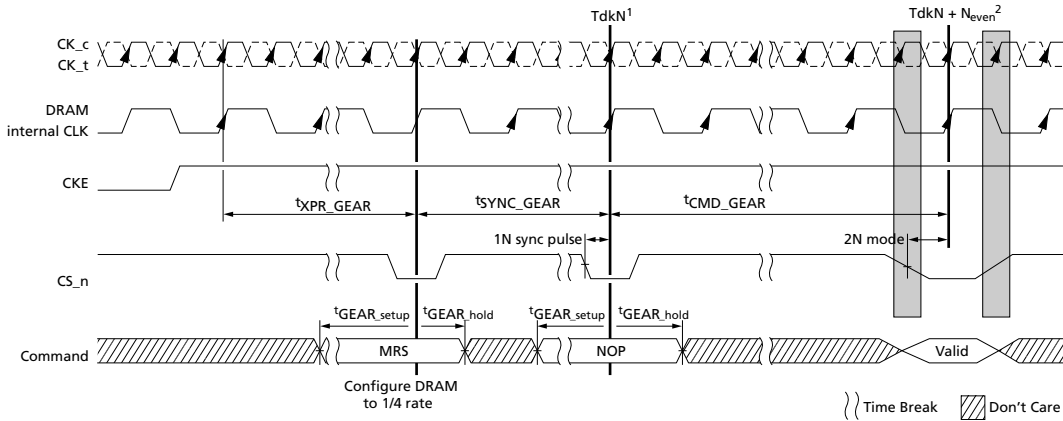 TdkN1
TdkN + Neven2
CK_c
CK_t
DRAM
internal CLK
CKE
tXPR_GEAR
tSYNC_GEAR
tCMD_GEAR
1N sync pulse
2N mode
CS_n
tGEAR_setup
tGEAR_hold
tGEAR_setup
tGEAR_hold
Command
MRS
NOP
Valid
Configure DRAM
to 1/4 rate
Time Break
Don't Care